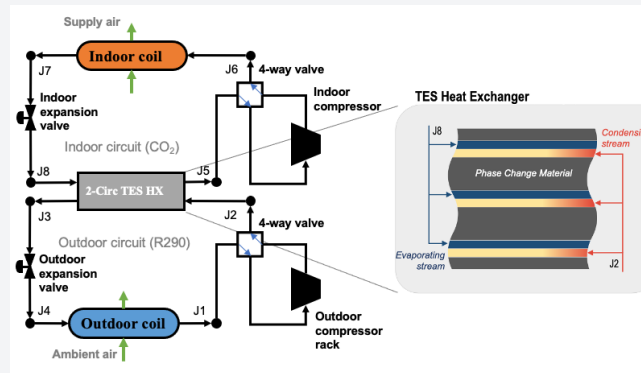 Supply air
Indoor coil
J7
J6
4-way valve
Indoor
compressor
Indoor
expansion
valve
Indoor circuit (CO₂)
J8
J5
2-Circ TES HX
J3
J2
4-way valve
Outdoor circuit (R290)
Outdoor
expansion
valve
J4
J1
Outdoor coil
Outdoor
compressor
rack
Ambient air
TES Heat Exchanger
J8
Condensi
stream
Phase Change Material
Evaporating
stream
J2